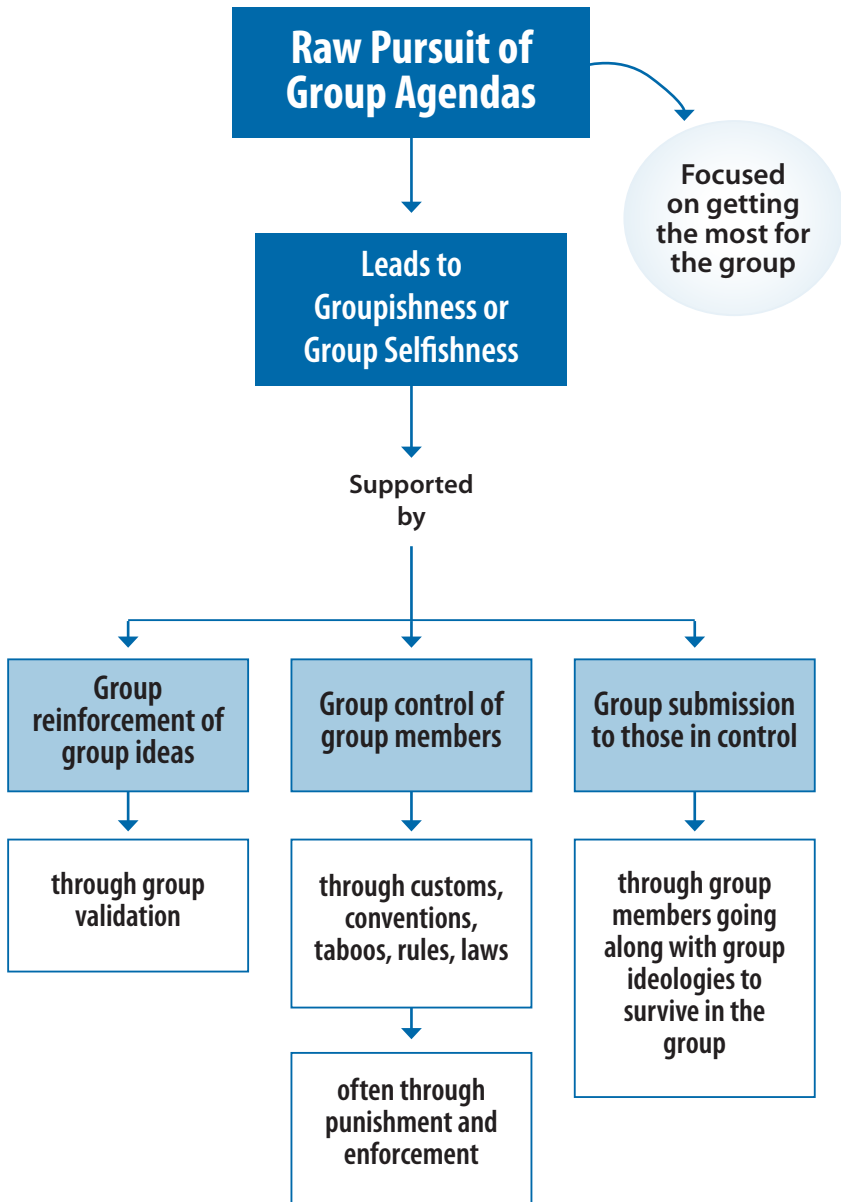 Raw Pursuit of
Group Agendas
Focused
on getting
the most for
the group
Leads to
Groupishness or
Group Selfishness
Supported
by
Group
reinforcement of
group ideas
Group control of
group members
Group submission
to those in control
through group
validation
through customs,
conventions,
taboos, rules, laws
through group
members going
along with group
ideologies to
survive in the
group
often through
punishment and
enforcement